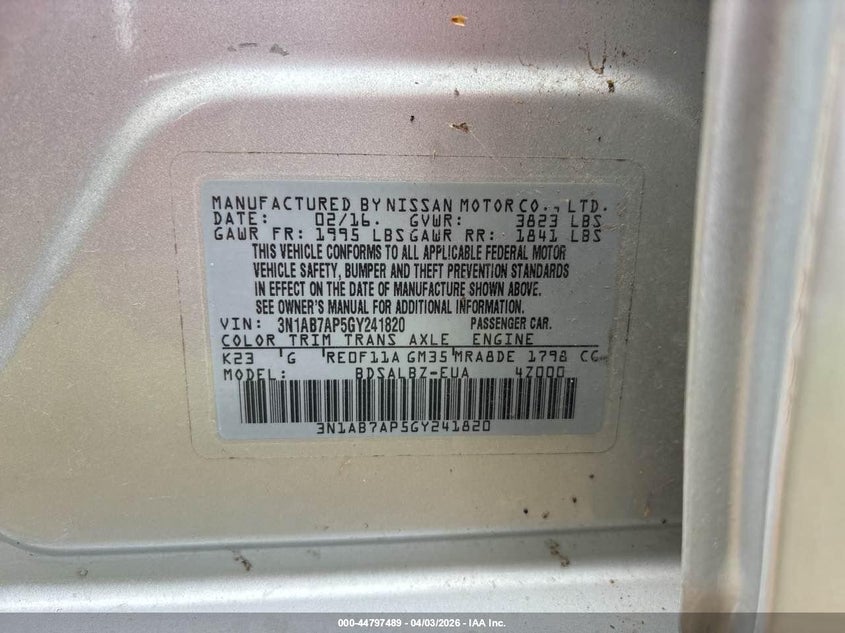 MANUFACTURED BY NISSAN MOTOR CO., LTD.
DATE: 02/16. GVWR: 3823 LBS
GAWR FR: 1995 LBS GAWR RR: 1841 LBS
THIS VEHICLE CONFORMS TO ALL APPLICABLE FEDERAL MOTOR
VEHICLE SAFETY, BUMPER AND THEFT PREVENTION STANDARDS
IN EFFECT ON THE DATE OF MANUFACTURE SHOWN ABOVE.
SEE OWNER'S MANUAL FOR ADDITIONAL INFORMATION.
VIN: 3N1AB7AP5GY241820 PASSENGER CAR.
COLOR TRIM TRANS AXLE ENGINE
K23 'G 'RE0F11A GM35 MRA8DE 1798 CC
MODEL: BDSALBZ-EUA 4Z000
3N1AB7AP5GY241820
000-44797489 - 04/03/2026 - IAA Inc.